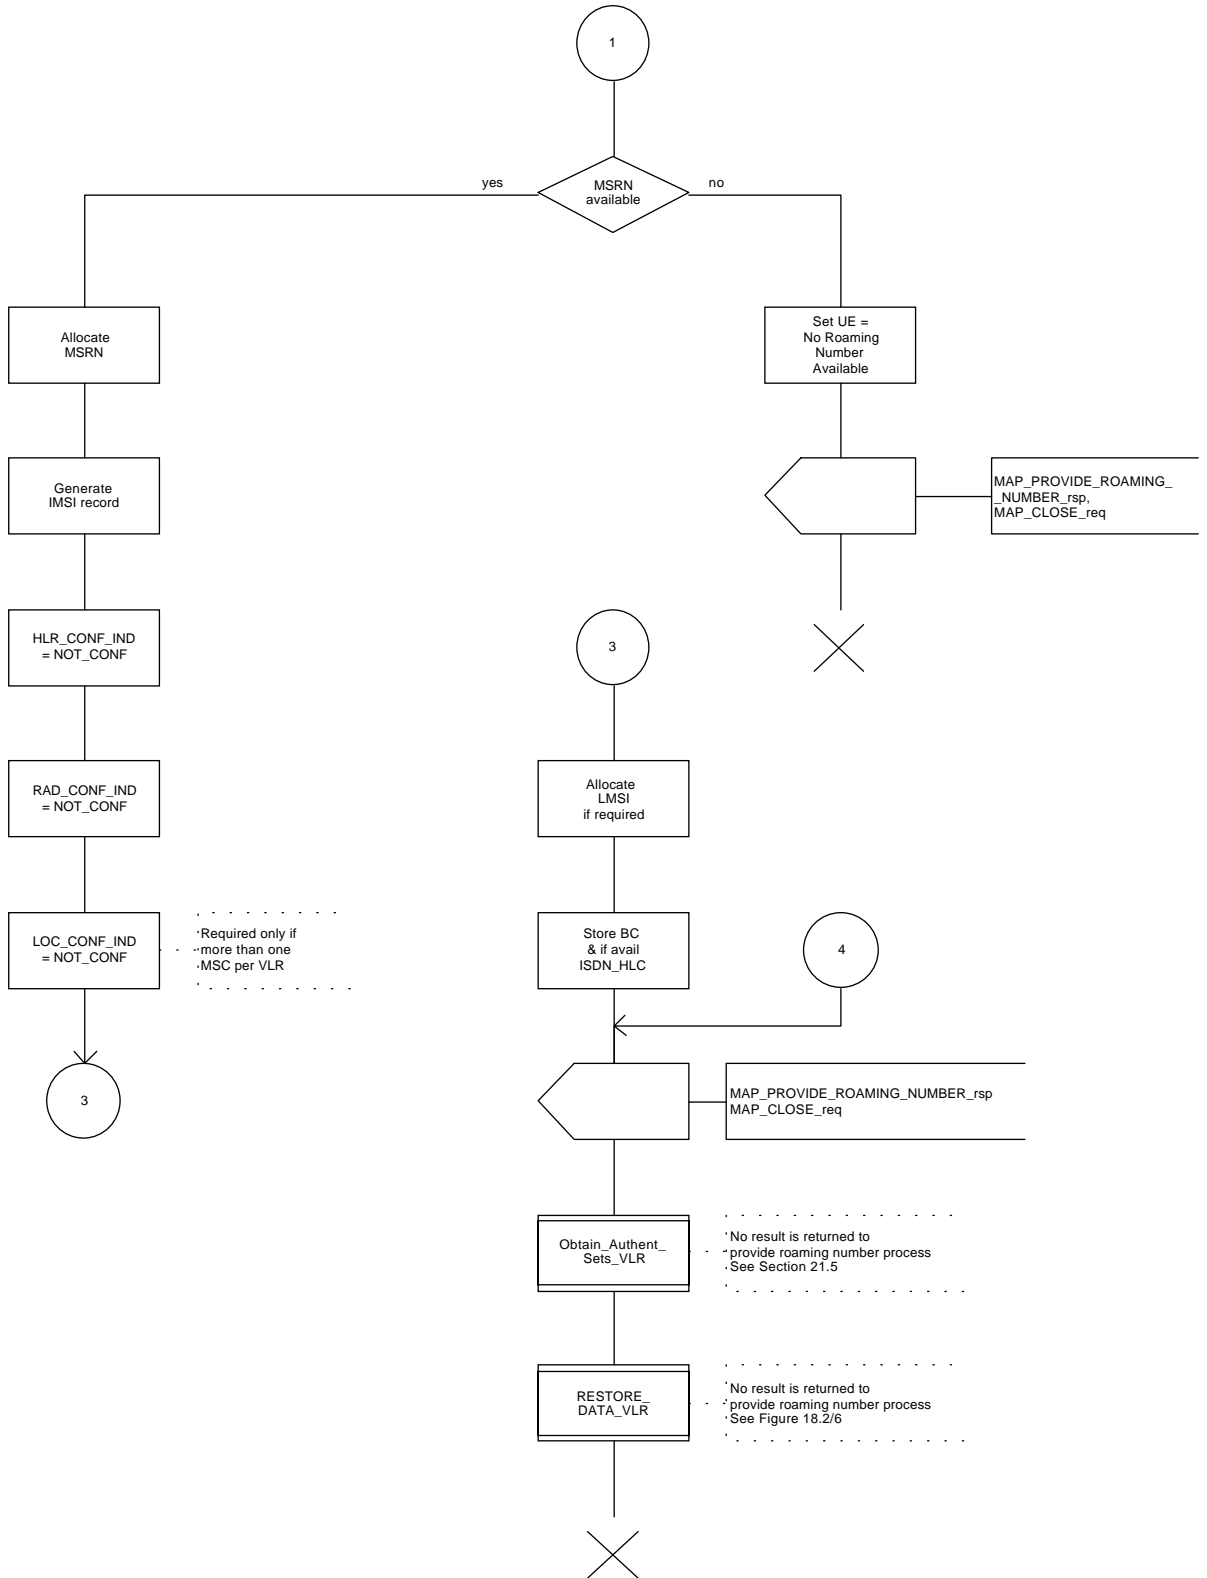 1
yes
MSRN
available
no
Allocate
MSRN
Set UE =
No Roaming
Number
Available
Generate
IMSI record
MAP_PROVIDE_ROAMING_
_NUMBER_rsp,
MAP_CLOSE_req
HLR_CONF_IND
= NOT_CONF
3
RAD_CONF_IND
= NOT_CONF
Allocate
LMSI
if required
LOC_CONF_IND
= NOT_CONF
Required only if
more than one
MSC per VLR
Store BC
& if avail
ISDN_HLC
4
3
MAP_PROVIDE_ROAMING_NUMBER_rsp
MAP_CLOSE_req
Obtain_Authent_
Sets_VLR
No result is returned to
provide roaming number process
See Section 21.5
RESTORE_
DATA_VLR
No result is returned to
provide roaming number process
See Figure 18.2/6